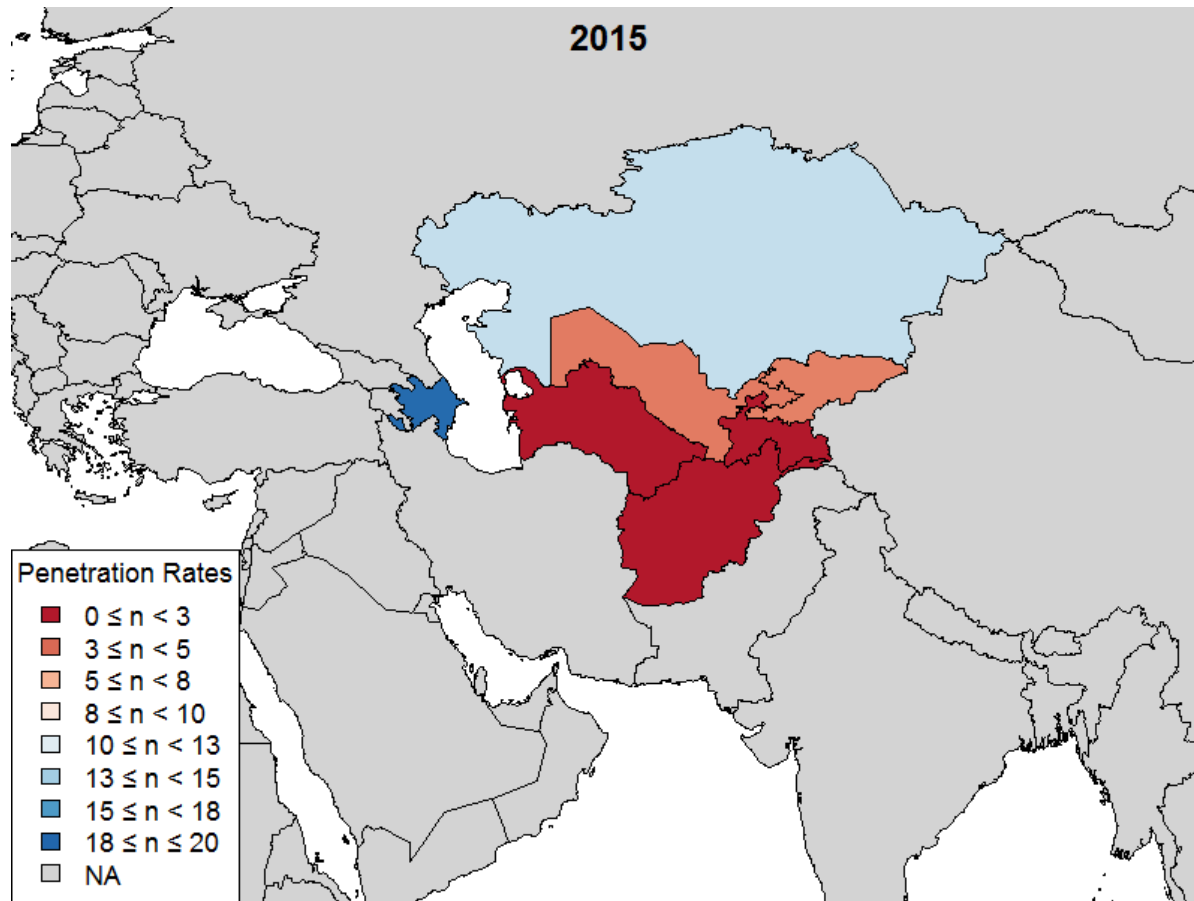 2015
Penetration Rates
0 ≤ n < 3
3 ≤ n < 5
5 ≤ n < 8
8 ≤ n < 10
10 ≤ n < 13
13 ≤ n < 15
15 ≤ n < 18
18 ≤ n ≤ 20
NA